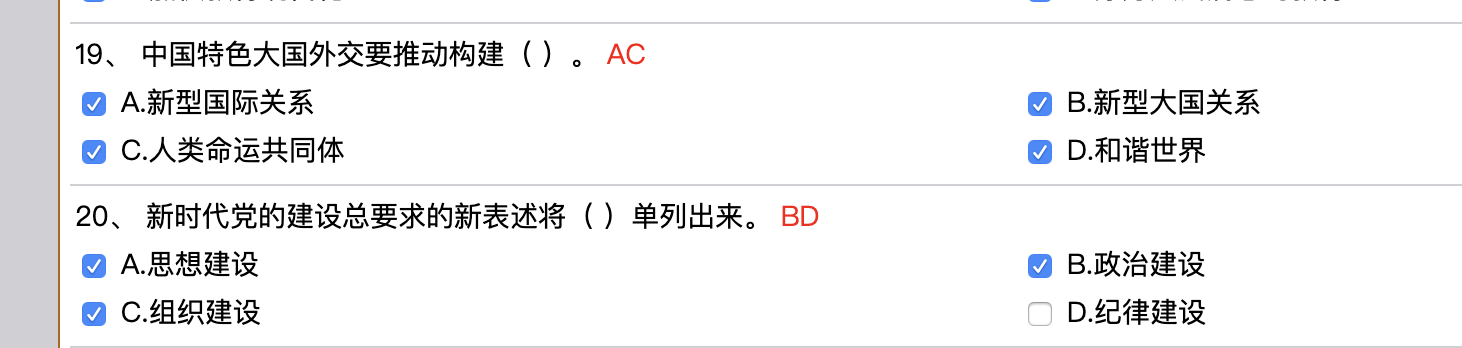 19、 中国特色大国外交要推动构建（ ）。 AC
A.新型国际关系 B.新型大国关系
C.人类命运共同体 D.和谐世界
20、 新时代党的建设总要求的新表述将（ ）单列出来。 BD
A.思想建设 B.政治建设
C.组织建设 D.纪律建设